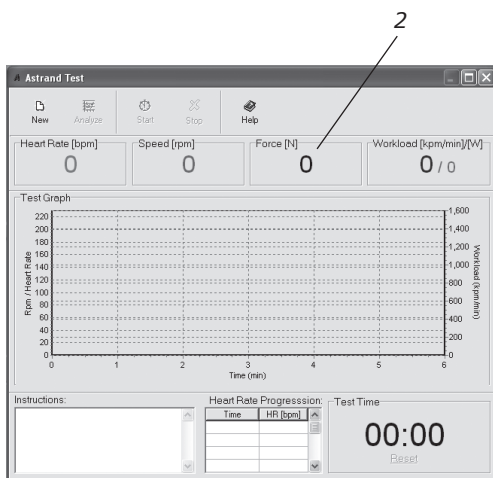 2
Astrand Test
New Analyze Start Stop Help
Heart Rate [bpm] Speed [rpm] Force [N] Workload [kpm/min]/[W]
0 0 0 0 / 0
Test Graph
Rpm / Heart Rate
220
200
180
160
140
120
100
80
60
40
20
0
1,600
1,400
1,200
1,000
800
600
400
200
0
Workload (kpm/min)
0 1 2 3 4 5 6
Time (min)
Instructions:
Heart Rate Progresssion:
Time HR [bpm]
Test Time
00:00
Reset